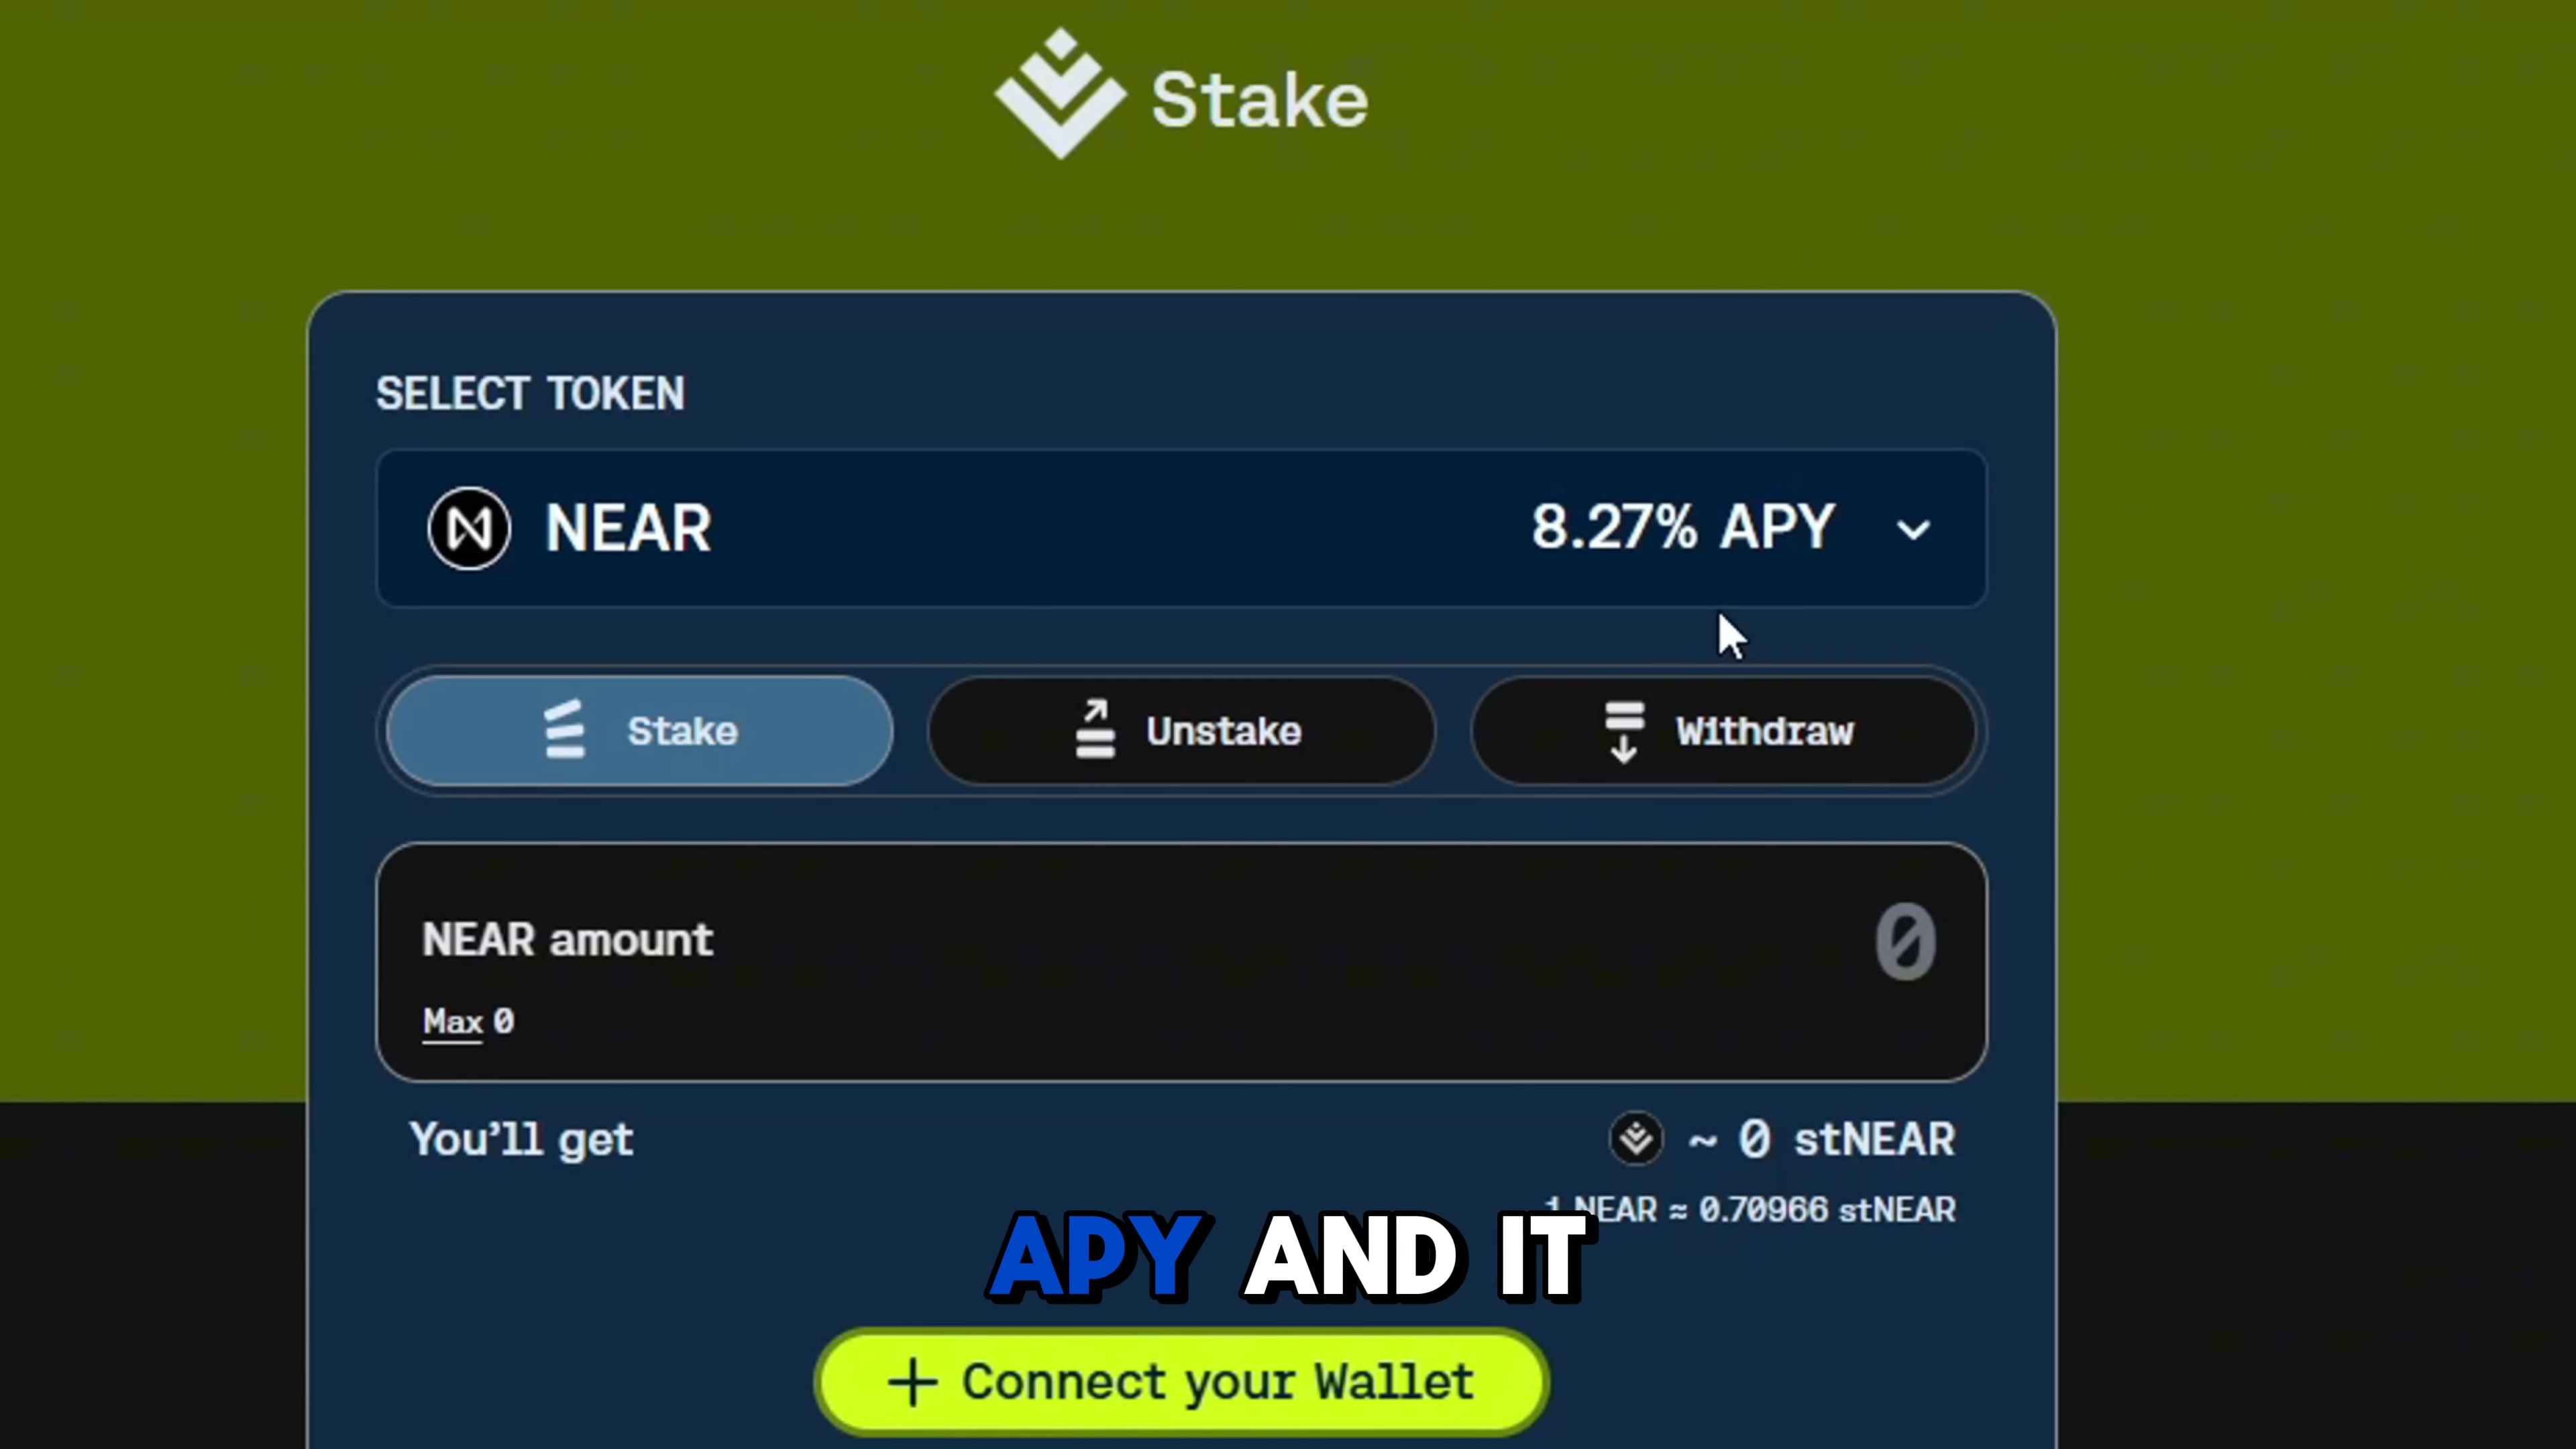 Stake
SELECT TOKEN
NEAR 8.27% APY
Stake Unstake Withdraw
NEAR amount 0
Max 0
You'll get ~ 0 stNEAR
1 NEAR ≈ 0.70966 stNEAR
APY AND IT
+ Connect your Wallet